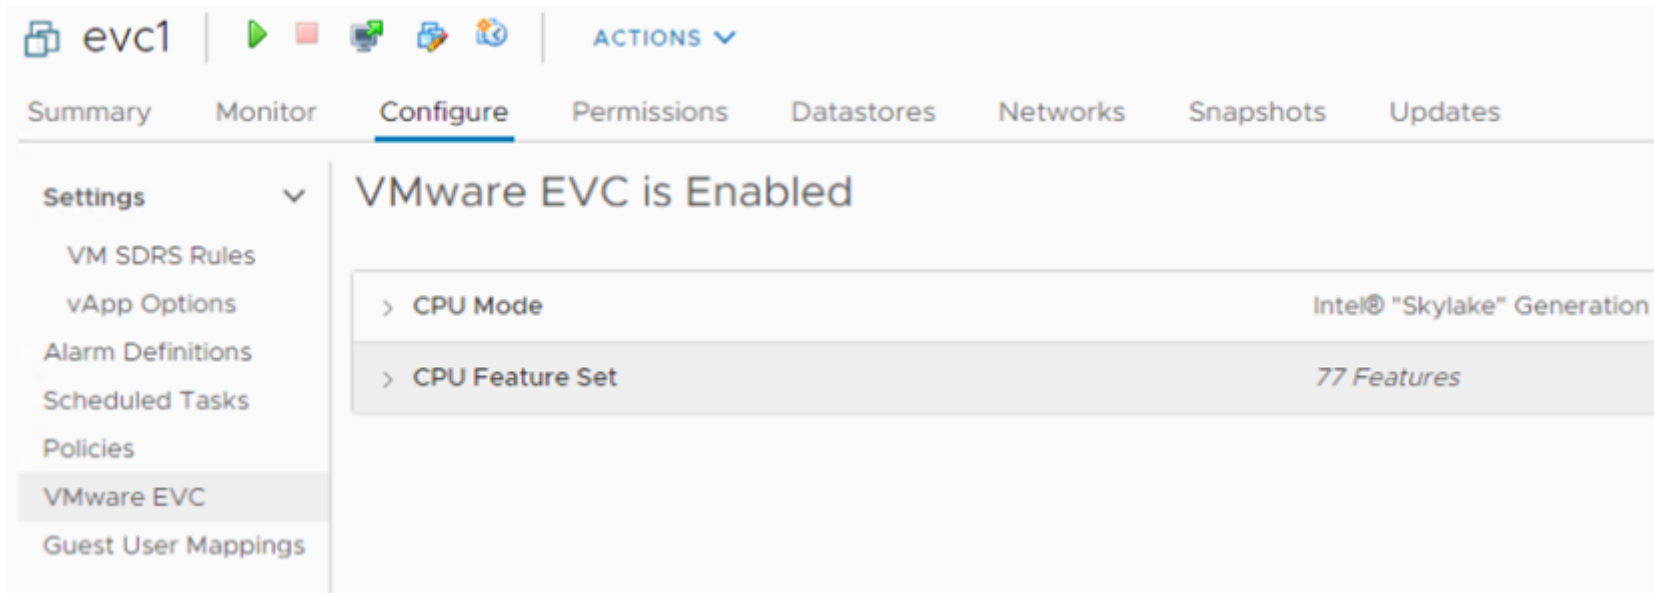 evc1 ACTIONS
Summary Monitor Configure Permissions Datastores Networks Snapshots Updates
Settings
VM SDRS Rules
vApp Options
Alarm Definitions
Scheduled Tasks
Policies
VMware EVC
Guest User Mappings
VMware EVC is Enabled
CPU Mode Intel® "Skylake" Generation
CPU Feature Set 77 Features